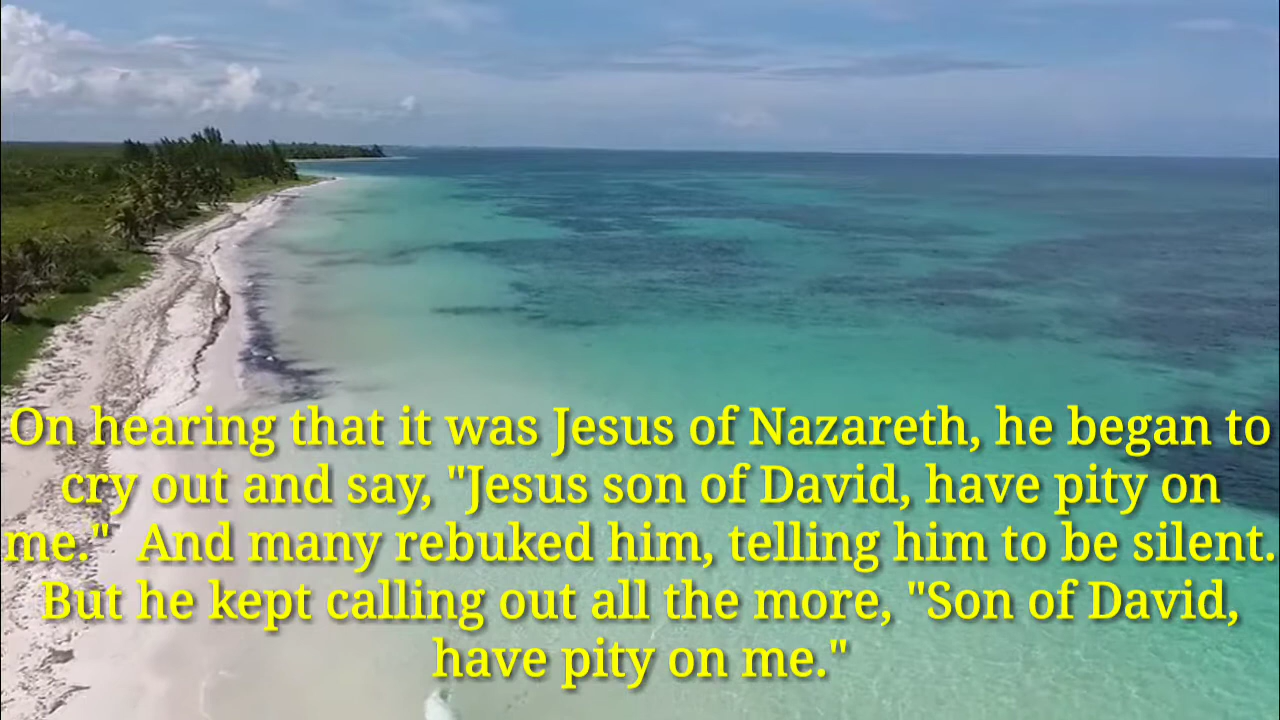 On hearing that it was Jesus of Nazareth, he began to
cry out and say, "Jesus son of David, have pity on
me."  And many rebuked him, telling him to be silent.
But he kept calling out all the more, "Son of David,
have pity on me."